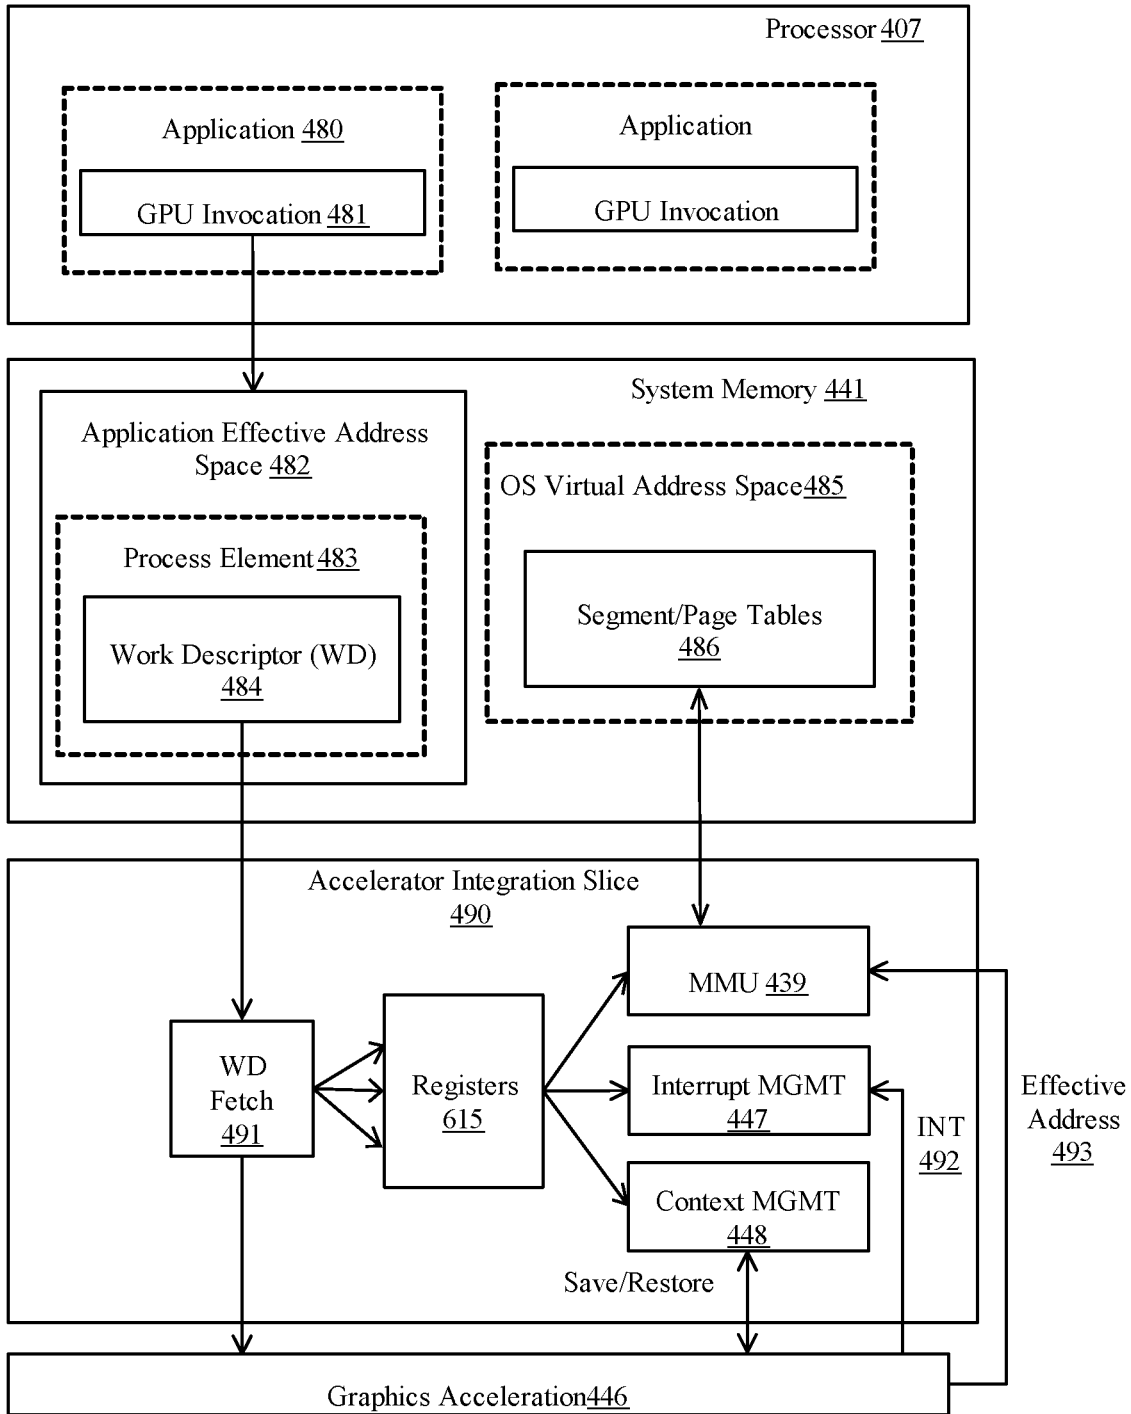 Processor 407
Application 480
GPU Invocation 481
Application
GPU Invocation
System Memory 441
Application Effective Address
Space 482
Process Element 483
Work Descriptor (WD)
484
OS Virtual Address Space485
Segment/Page Tables
486
Accelerator Integration Slice
490
WD
Fetch
491
Registers
615
MMU 439
Interrupt MGMT
447
Context MGMT
448
Save/Restore
INT
492
Effective
Address
493
Graphics Acceleration446